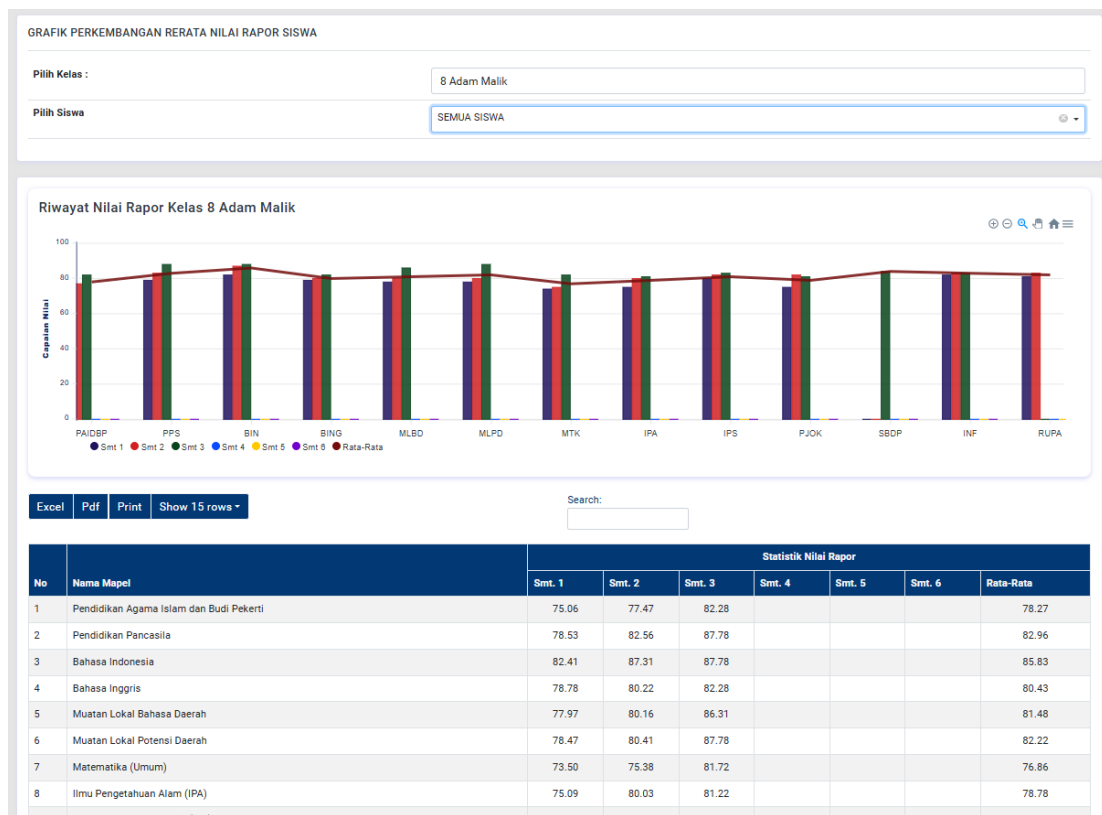 GRAFIK PERKEMBANGAN RERATA NILAI RAPOR SISWA
Pilih Kelas :
8 Adam Malik
Pilih Siswa
SEMUA SISWA
Riwayat Nilai Rapor Kelas 8 Adam Malik
100
80
60
40
20
0
Capaian Nilai
PAIDBP PPS BIN BING MLBD MLPD MTK IPA IPS PJOK SBDP INF RUPA
Smt 1 Smt 2 Smt 3 Smt 4 Smt 5 Smt 6 Rata-Rata
Excel Pdf Print Show 15 rows
Search:
Statistik Nilai Rapor
No Nama Mapel Smt. 1 Smt. 2 Smt. 3 Smt. 4 Smt. 5 Smt. 6 Rata-Rata
1 Pendidikan Agama Islam dan Budi Pekerti 75.06 77.47 82.28 78.27
2 Pendidikan Pancasila 78.53 82.56 87.78 82.96
3 Bahasa Indonesia 82.41 87.31 87.78 85.83
4 Bahasa Inggris 78.78 80.22 82.28 80.43
5 Muatan Lokal Bahasa Daerah 77.97 80.16 86.31 81.48
6 Muatan Lokal Potensi Daerah 78.47 80.41 87.78 82.22
7 Matematika (Umum) 73.50 75.38 81.72 76.86
8 Ilmu Pengetahuan Alam (IPA) 75.09 80.03 81.22 78.78